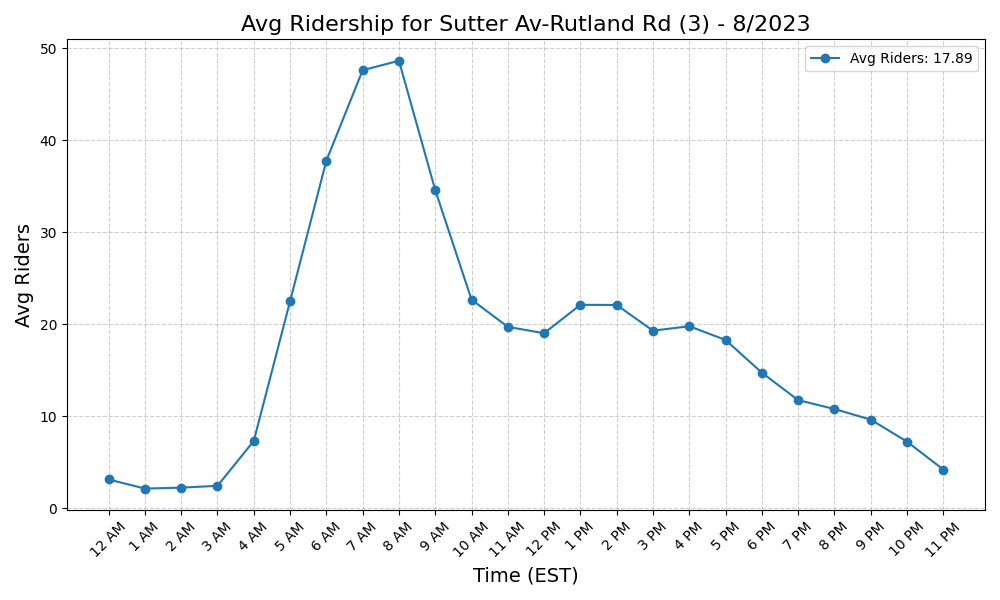 Avg Ridership for Sutter Av-Rutland Rd (3) - 8/2023
Avg Riders: 17.89
Avg Riders
50
40
30
20
10
0
12 AM
1 AM
2 AM
3 AM
4 AM
5 AM
6 AM
7 AM
8 AM
9 AM
10 AM
11 AM
12 PM
1 PM
2 PM
3 PM
4 PM
5 PM
6 PM
7 PM
8 PM
9 PM
10 PM
11 PM
Time (EST)